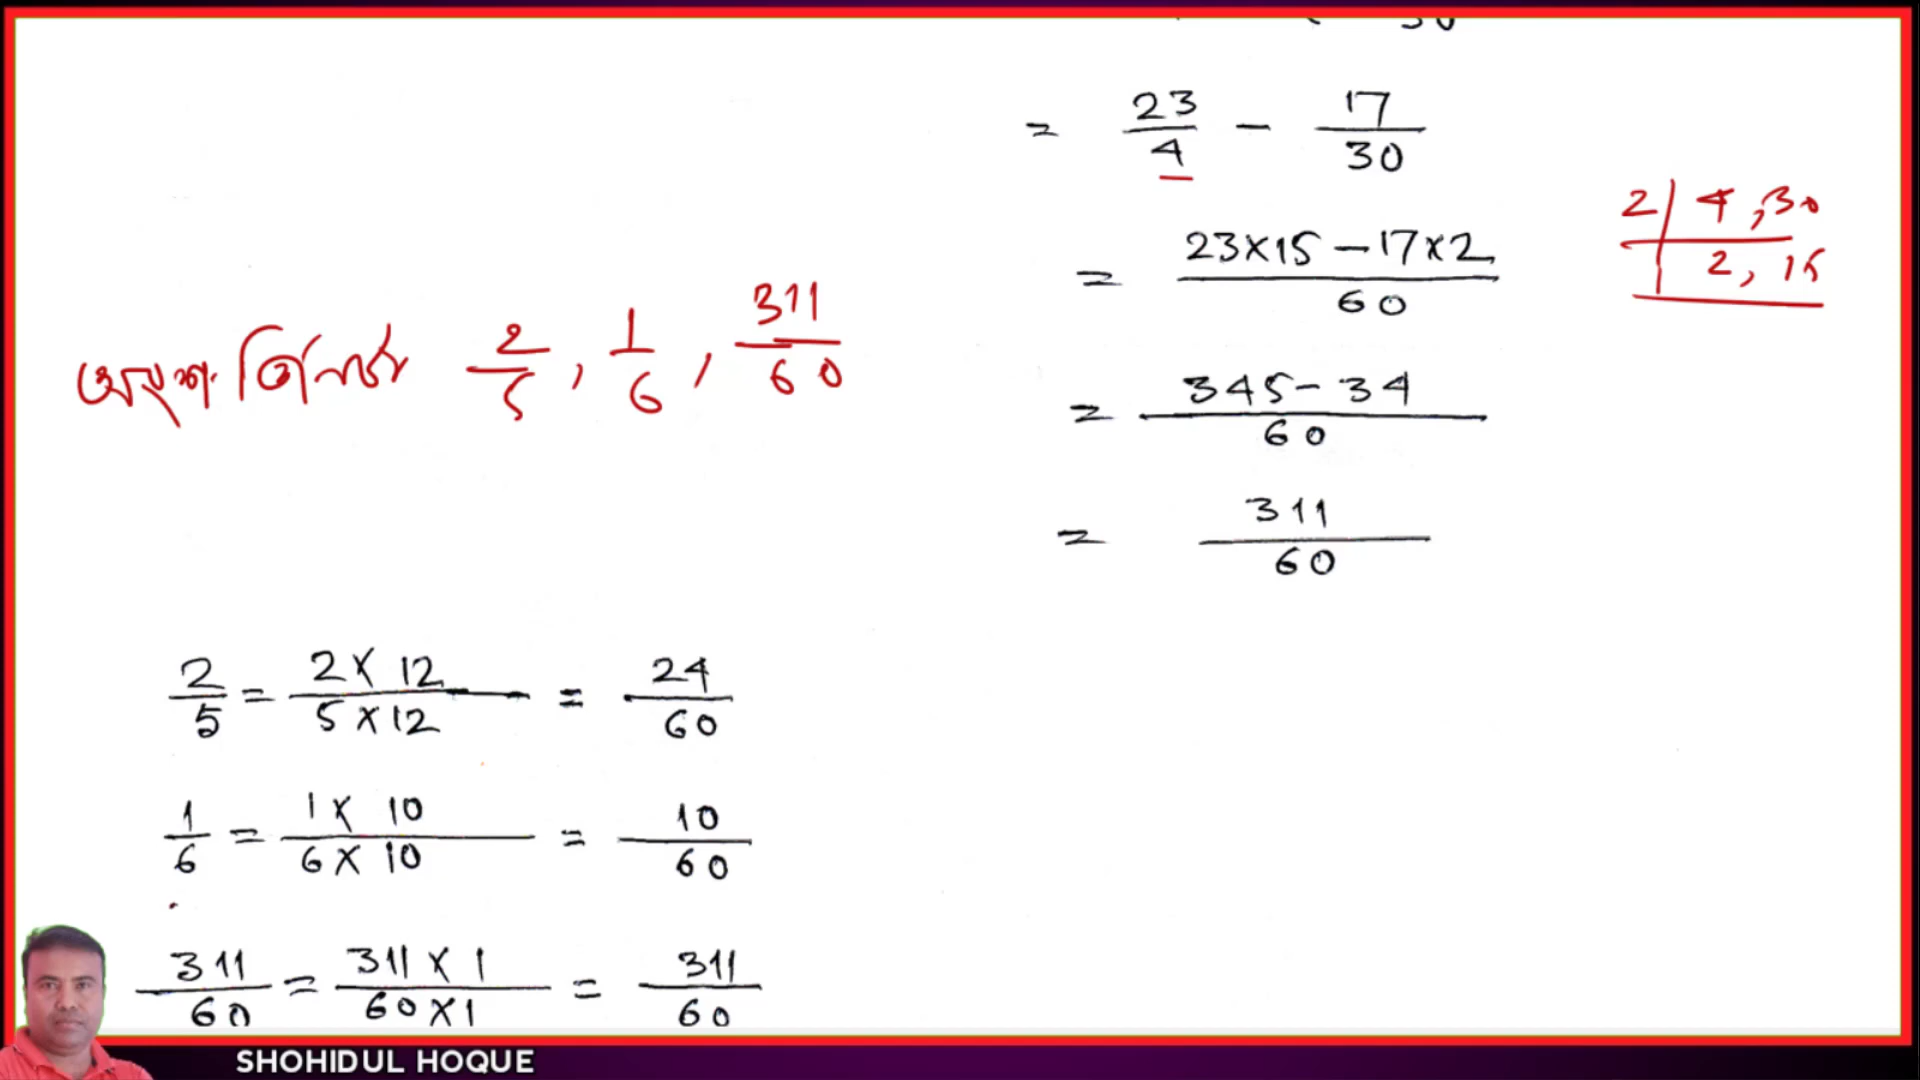 = 23/4 - 17/30
2 | 4, 30
2, 15
= (23×15-17×2)/60
= (345-34)/60
= 311/60
অংশ তিনটি 2/5, 1/6, 311/60
2/5 = (2×12)/(5×12) = 24/60
1/6 = (1×10)/(6×10) = 10/60
311/60 = (311×1)/(60×1) = 311/60
SHOHIDUL HOQUE